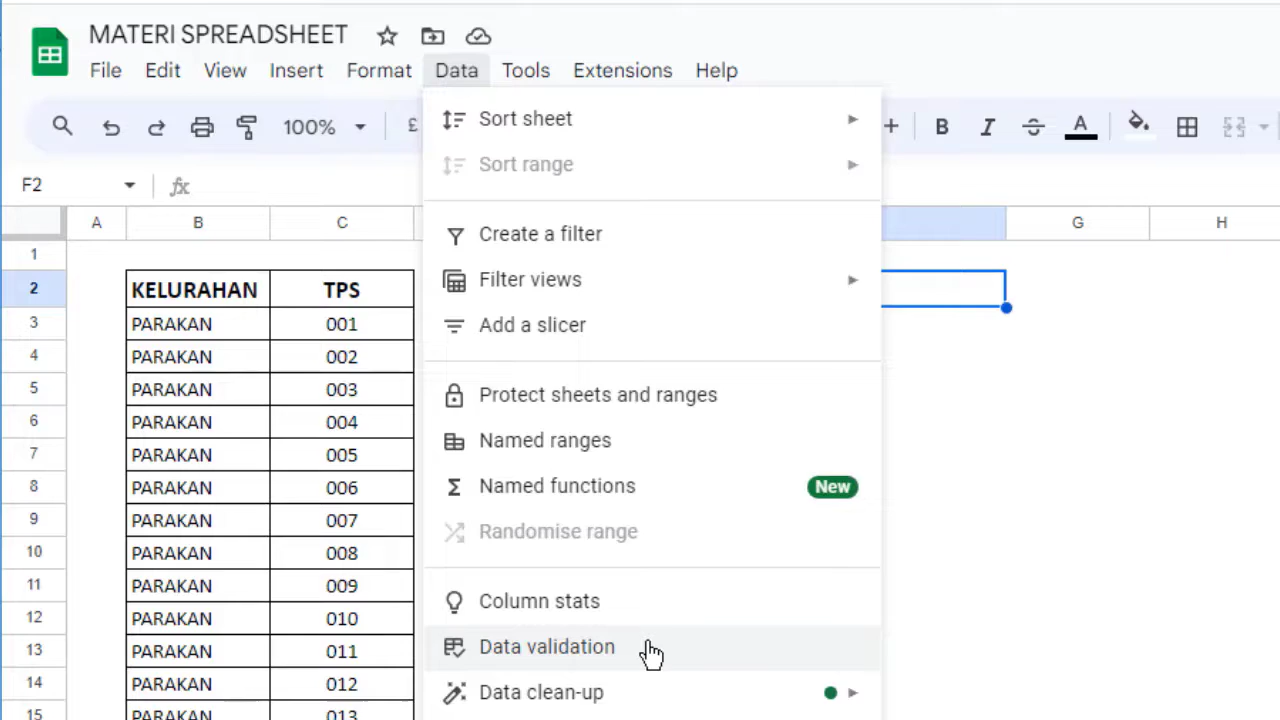 MATERI SPREADSHEET
File Edit View Insert Format Data Tools Extensions Help
100% £ + B I A
F2 fx
A B C G H
1
2 KELURAHAN TPS
3 PARAKAN 001
4 PARAKAN 002
5 PARAKAN 003
6 PARAKAN 004
7 PARAKAN 005
8 PARAKAN 006
9 PARAKAN 007
10 PARAKAN 008
11 PARAKAN 009
12 PARAKAN 010
13 PARAKAN 011
14 PARAKAN 012
15 PARAKAN 013
Sort sheet
Sort range
Create a filter
Filter views
Add a slicer
Protect sheets and ranges
Named ranges
Named functions New
Randomise range
Column stats
Data validation
Data clean-up